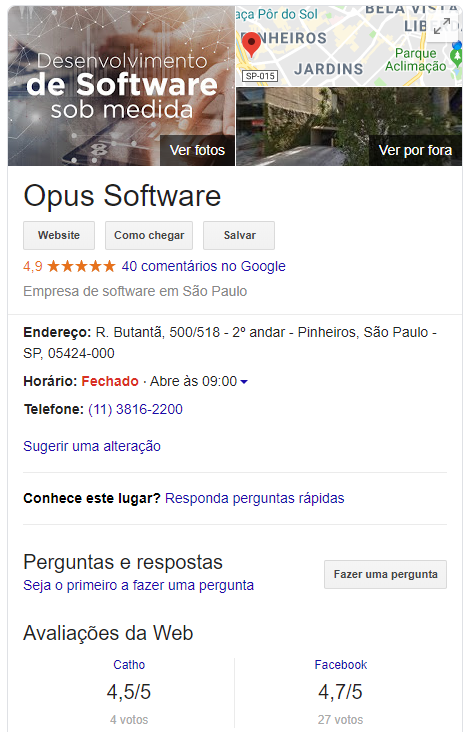 Desenvolvimento
de Software
sob medida
Ver fotos
aça Pôr do Sol
BELA VISTA
LIBERDA
PINHEIROS
JARDINS
Parque
Aclimação
SP-015
Ver por fora
Opus Software
Website
Como chegar
Salvar
4,9 ★★★★★ 40 comentários no Google
Empresa de software em São Paulo
Endereço: R. Butantã, 500/518 - 2º andar - Pinheiros, São Paulo -
SP, 05424-000
Horário: Fechado · Abre às 09:00
Telefone: (11) 3816-2200
Sugerir uma alteração
Conhece este lugar? Responda perguntas rápidas
Perguntas e respostas
Seja o primeiro a fazer uma pergunta
Fazer uma pergunta
Avaliações da Web
Catho
Facebook
4,5/5
4,7/5
4 votos
27 votos